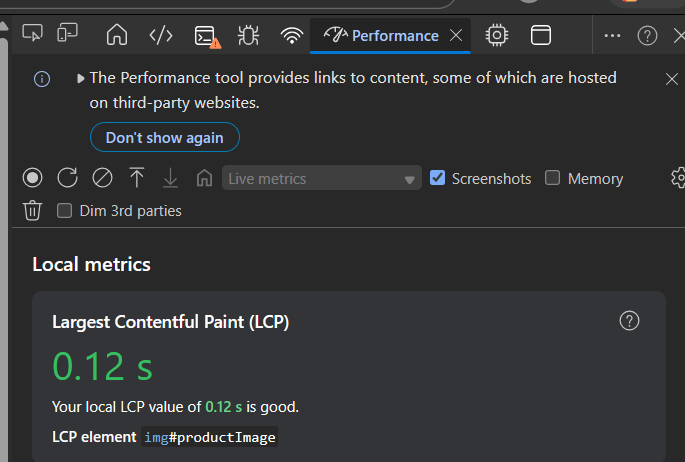 Performance
The Performance tool provides links to content, some of which are hosted
on third-party websites.
Don't show again
Live metrics
Screenshots
Memory
Dim 3rd parties
Local metrics
Largest Contentful Paint (LCP)
0.12 s
Your local LCP value of 0.12 s is good.
LCP element img#productImage